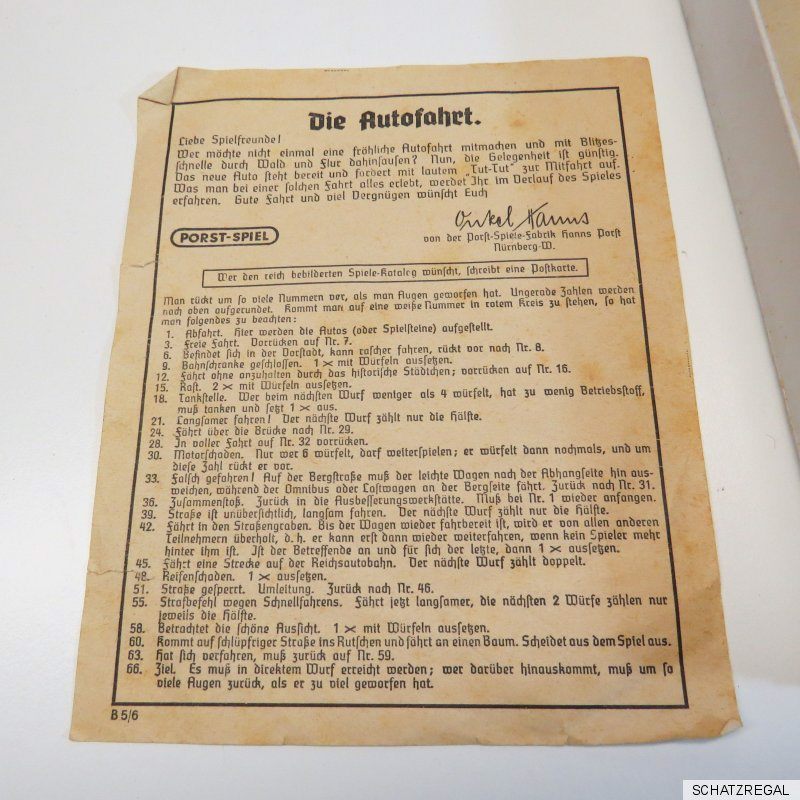 Die Autofahrt.
Liebe Spielfreunde!
Wer möchte nicht einmal eine fröhliche Autofahrt mitmachen und mit Blitzes-
schnelle durch Wald und Flur dahinsausen? Nun, die Gelegenheit ist günstig.
Das neue Auto steht bereit und fordert mit lautem „Tut-Tut" zur Mitfahrt auf.
Was man bei einer solchen Fahrt alles erlebt, werdet Ihr im Verlauf des Spieles
erfahren. Gute Fahrt und viel Vergnügen wünscht Euch
Onkel Hanns
PORST-SPIEL
von der Porst-Spiele-Fabrik Hanns Porst
Nürnberg-W.
Wer den reich bebilderten Spiele-Katalog wünscht, schreibt eine Postkarte.
Man rückt um so viele Nummern vor, als man Augen geworfen hat. Ungerade Zahlen werden
nach oben aufgerundet. Kommt man auf eine weiße Nummer in rotem Kreis zu stehen, so hat
man folgendes zu beachten:
1. Abfahrt. Hier werden die Autos (oder Spielsteine) aufgestellt.
3. Freie Fahrt. Vorrücken auf Nr. 7.
6. Befindet sich in der Vorstadt, kann rascher fahren, rückt vor nach Nr. 8.
9. Bahnschranke geschlossen. 1 × mit Würfeln aussetzen.
12. Fährt ohne anzuhalten durch das historische Städtchen; vorrücken auf Nr. 16.
15. Rast. 2 × mit Würfeln aussetzen.
18. Tankstelle. Wer beim nächsten Wurf weniger als 4 würfelt, hat zu wenig Betriebstoff,
muß tanken und setzt 1 × aus.
21. Langsamer fahren! Der nächste Wurf zählt nur die Hälfte.
24. Fährt über die Brücke nach Nr. 29.
28. In voller Fahrt auf Nr. 32 vorrücken.
30. Motorschaden. Nur wer 6 würfelt, darf weiterspielen; er würfelt dann nochmals, und um
diese Zahl rückt er vor.
33. Falsch gefahren! Auf der Bergstraße muß der leichte Wagen nach der Abhangseite hin aus-
weichen, während der Omnibus oder Lastwagen an der Bergseite fährt. Zurück nach Nr. 31.
36. Zusammenstoß. Zurück in die Ausbesserungswerkstätte. Muß bei Nr. 1 wieder anfangen.
39. Straße ist unübersichtlich, langsam fahren. Der nächste Wurf zählt nur die Hälfte.
42. Fährt in den Straßengraben. Bis der Wagen wieder fahrbereit ist, wird er von allen anderen
Teilnehmern überholt, d. h. er kann erst dann wieder weiterfahren, wenn kein Spieler mehr
hinter ihm ist. Ist der Betreffende an und für sich der letzte, dann 1 × aussetzen.
45. Fährt eine Strecke auf der Reichsautobahn. Der nächste Wurf zählt doppelt.
48. Reifenschaden. 1 × aussetzen.
51. Straße gesperrt. Umleitung. Zurück nach Nr. 46.
55. Strafbefehl wegen Schnellfahrens. Fährt jetzt langsamer, die nächsten 2 Würfe zählen nur
jeweils die Hälfte.
58. Betrachtet die schöne Aussicht. 1 × mit Würfeln aussetzen.
60. Kommt auf schlüpfriger Straße ins Rutschen und fährt an einen Baum. Scheidet aus dem Spiel aus.
63. Hat sich verfahren, muß zurück auf Nr. 59.
66. Ziel. Es muß in direktem Wurf erreicht werden; wer darüber hinauskommt, muß um so
viele Augen zurück, als er zu viel geworfen hat.
B 5/6
SCHATZREGAL